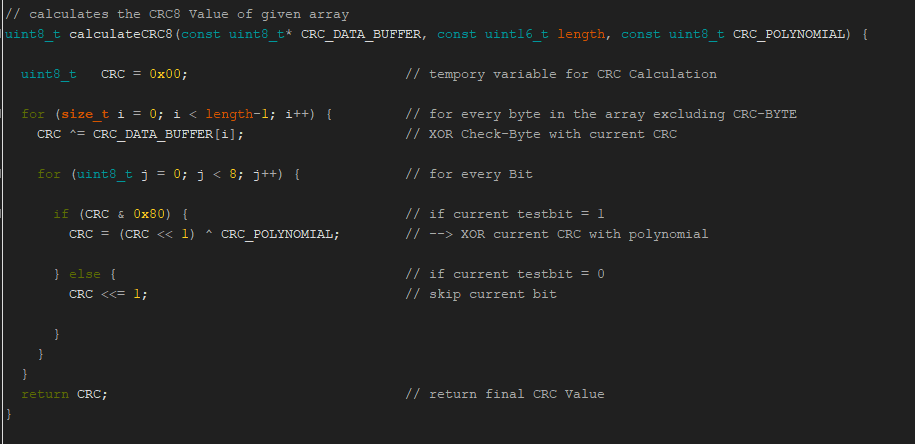 // calculates the CRC8 Value of given array
uint8_t calculateCRC8(const uint8_t* CRC_DATA_BUFFER, const uint16_t length, const uint8_t CRC_POLYNOMIAL) {
uint8_t   CRC = 0x00;                           // tempory variable for CRC Calculation
for (size_t i = 0; i < length-1; i++) {         // for every byte in the array excluding CRC-BYTE
CRC ^= CRC_DATA_BUFFER[i];                    // XOR Check-Byte with current CRC
for (uint8_t j = 0; j < 8; j++) {             // for every Bit
if (CRC & 0x80) {                           // if current testbit = 1
CRC = (CRC << 1) ^ CRC_POLYNOMIAL;        // --> XOR current CRC with polynomial
} else {                                    // if current testbit = 0
CRC <<= 1;                                // skip current bit
}
}
}
return CRC;                                     // return final CRC Value
}